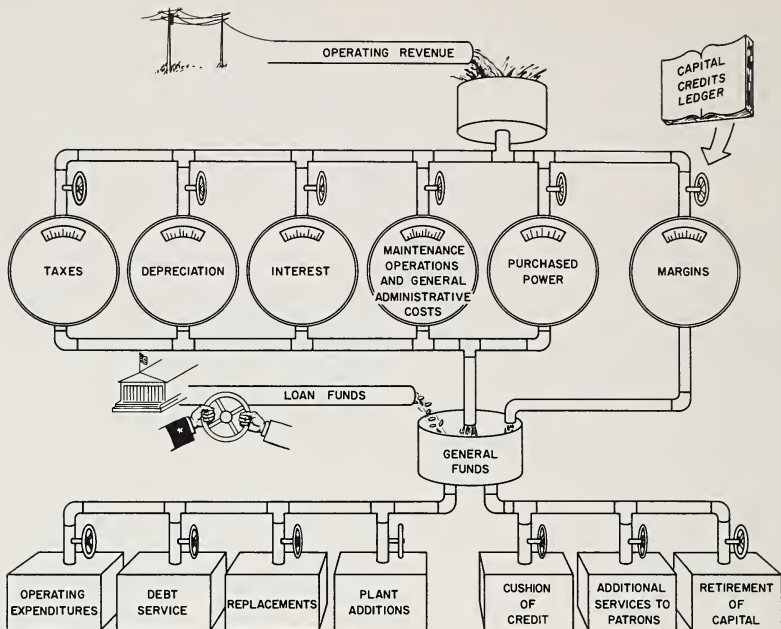 OPERATING REVENUE
CAPITAL
CREDITS
LEDGER
TAXES
DEPRECIATION
INTEREST
MAINTENANCE
OPERATIONS
AND GENERAL
ADMINISTRATIVE
COSTS
PURCHASED
POWER
MARGINS
LOAN FUNDS
GENERAL
FUNDS
OPERATING
EXPENDITURES
DEBT
SERVICE
REPLACEMENTS
PLANT
ADDITIONS
CUSHION
OF
CREDIT
ADDITIONAL
SERVICES TO
PATRONS
RETIREMENT
OF
CAPITAL